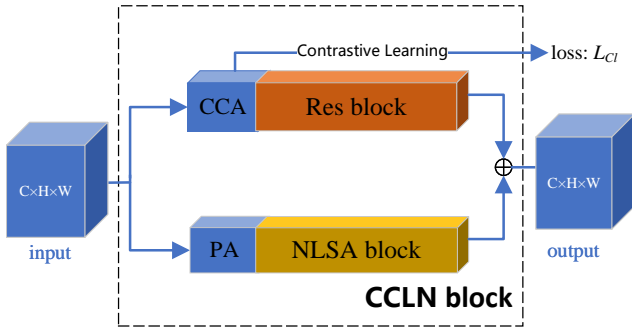 Contrastive Learning
loss: L_Cl
CCA
Res block
C×H×W
C×H×W
PA
NLSA block
input
output
CCLN block